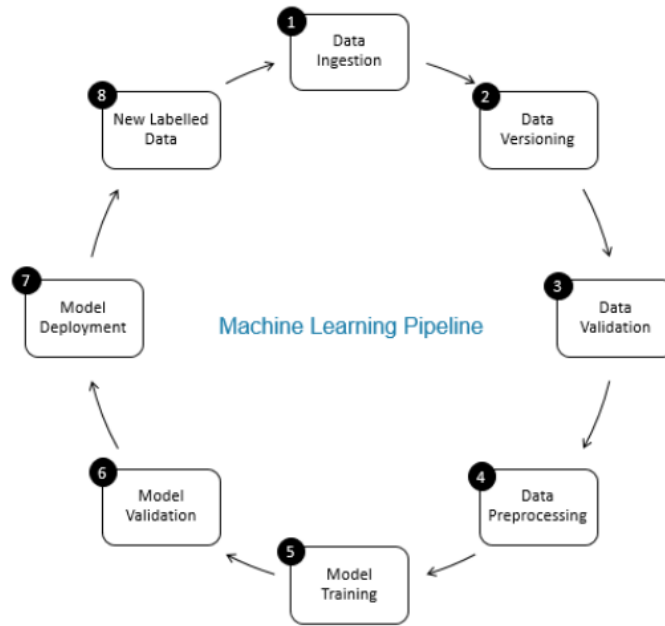 1
Data
Ingestion
2
Data
Versioning
3
Data
Validation
4
Data
Preprocessing
5
Model
Training
6
Model
Validation
7
Model
Deployment
8
New Labelled
Data
Machine Learning Pipeline